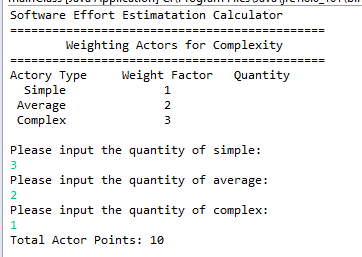 Software Effort Estimatation Calculator
==============================================
Weighting Actors for Complexity
==============================================
Actory Type Weight Factor Quantity
Simple 1
Average 2
Complex 3
Please input the quantity of simple:
3
Please input the quantity of average:
2
Please input the quantity of complex:
1
Total Actor Points: 10